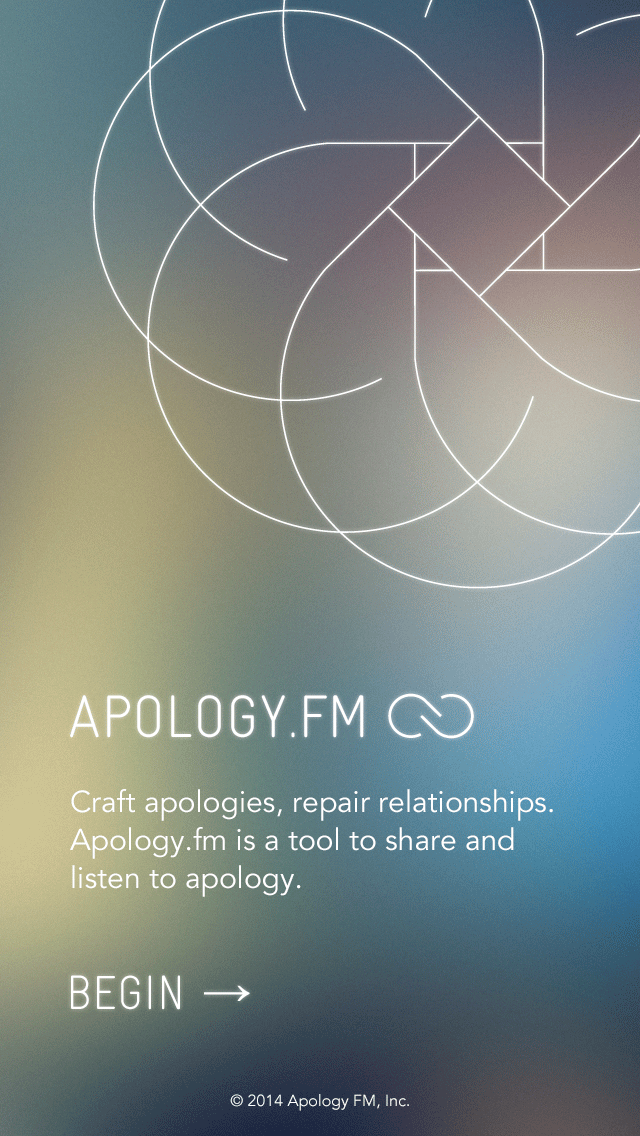 APOLOGY.FM
Craft apologies, repair relationships.
Apology.fm is a tool to share and
listen to apology.
BEGIN →
© 2014 Apology FM, Inc.